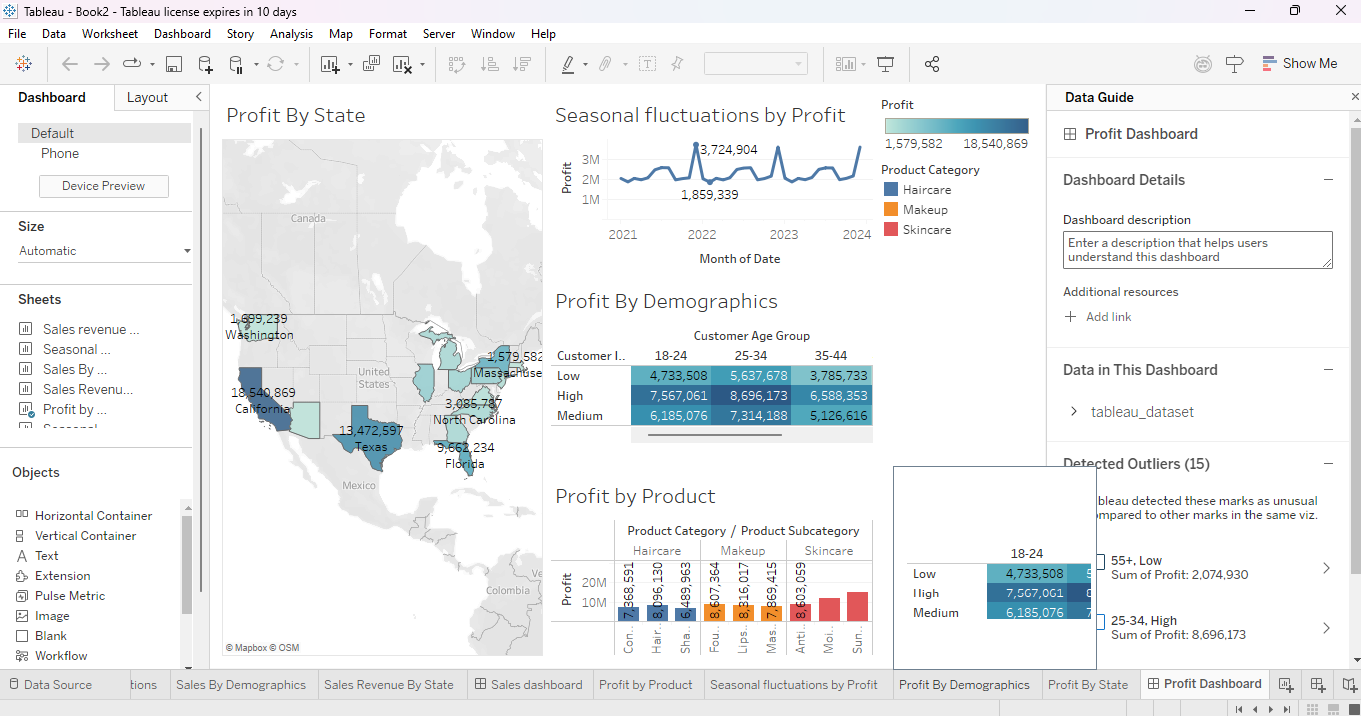 Tableau - Book2 - Tableau license expires in 10 days
File Data Worksheet Dashboard Story Analysis Map Format Server Window Help
Show Me
Dashboard Layout
Default
Phone
Device Preview
Size
Automatic
Sheets
Sales revenue ...
Seasonal ...
Sales By ...
Sales Revenu...
Profit by ...
Seasonal
Objects
Horizontal Container
Vertical Container
Text
Extension
Pulse Metric
Image
Blank
Workflow
Profit By State
Canada
United
States
Mexico
Colombia
Ve
1,699,239
Washington
18,540,869
California
13,472,597
Texas
1,579,582
Massachuse
3,085,787
North Carolina
9,662,234
Florida
© Mapbox © OSM
Seasonal fluctuations by Profit
Profit
3M
2M
1M
3,724,904
1,859,339
2021 2022 2023 2024
Month of Date
Profit
1,579,582 18,540,869
Product Category
Haircare
Makeup
Skincare
Profit By Demographics
Customer Age Group
Customer I.. 18-24 25-34 35-44
Low 4,733,508 5,637,678 3,785,733
High 7,567,061 8,696,173 6,588,353
Medium 6,185,076 7,314,188 5,126,616
Profit by Product
Product Category / Product Subcategory
Haircare Makeup Skincare
Profit
20M
10M
7,368,591 8,096,130 6,489,963 8,607,364 8,316,017 7,869,415 8,603,059
Con.. Hair.. Sha.. Fou.. Lips.. Mas.. Anti.. Moi.. Sun..
18-24
Low 4,733,508 5
High 7,567,061
Medium 6,185,076 7
Data Guide
Profit Dashboard
Dashboard Details
Dashboard description
Enter a description that helps users
understand this dashboard
Additional resources
Add link
Data in This Dashboard
tableau_dataset
Detected Outliers (15)
bleau detected these marks as unusual
ompared to other marks in the same viz.
55+, Low
Sum of Profit: 2,074,930
25-34, High
Sum of Profit: 8,696,173
Data Source tions Sales By Demographics Sales Revenue By State Sales dashboard Profit by Product Seasonal fluctuations by Profit Profit By Demographics Profit By State Profit Dashboard